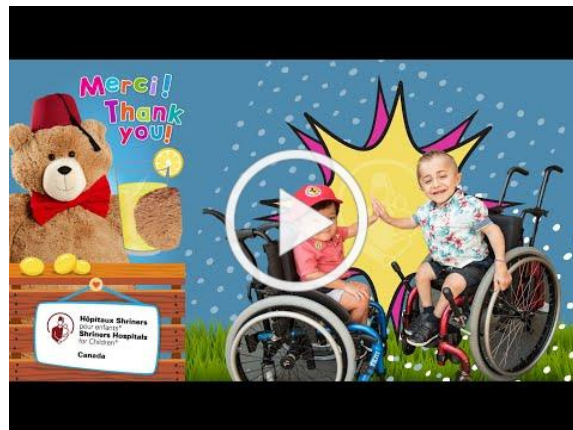 Merci!
Thank
you!
Hôpitaux Shriners
pour enfants®
Shriners Hospitals
for Children®
Canada